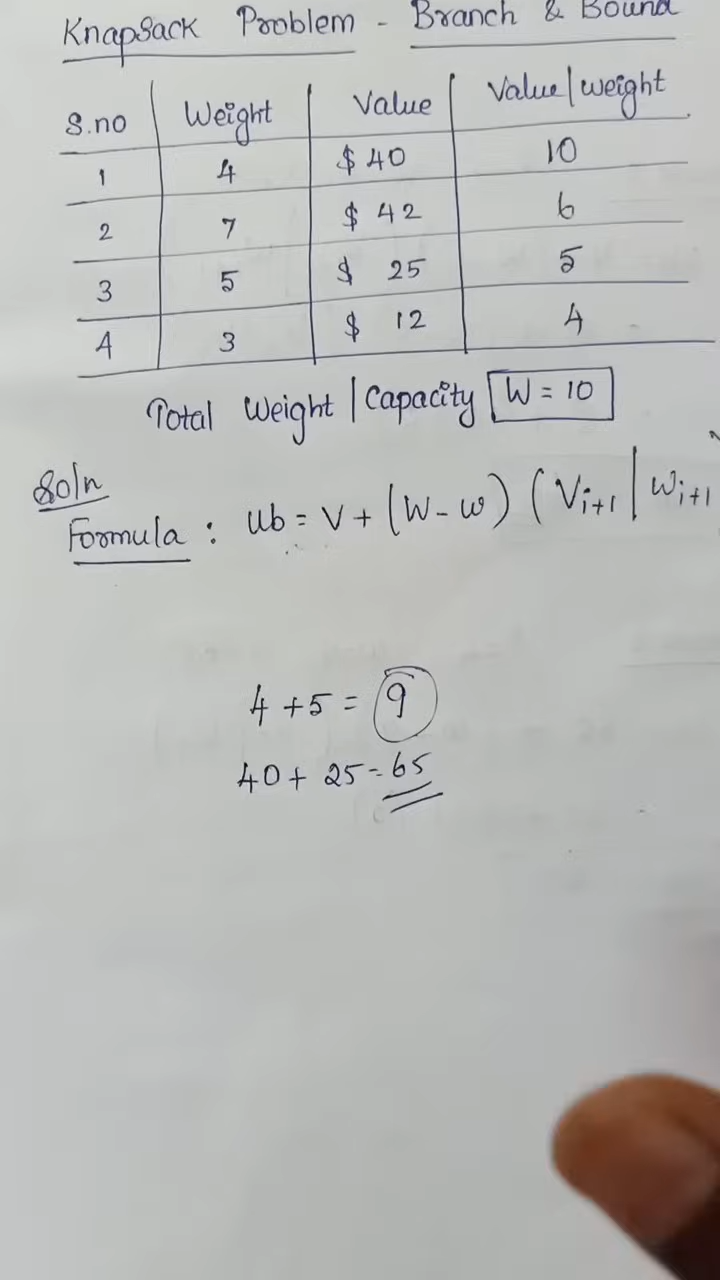 Knapsack Problem - Branch & Bound
S.no Weight Value Value/weight
1 4 $ 40 10
2 7 $ 42 6
3 5 $ 25 5
4 3 $ 12 4
Total Weight | Capacity W = 10
Soln
Formula : ub = V + (W - w) (Vi+1 | wi+1
4 + 5 = 9
40 + 25 = 65